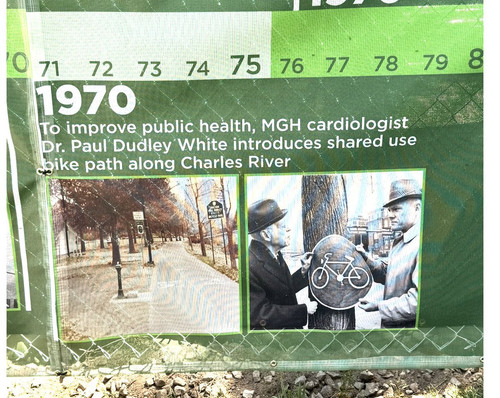 70 71 72 73 74 75 76 77 78 79 8
1970
To improve public health, MGH cardiologist
Dr. Paul Dudley White introduces shared use
bike path along Charles River